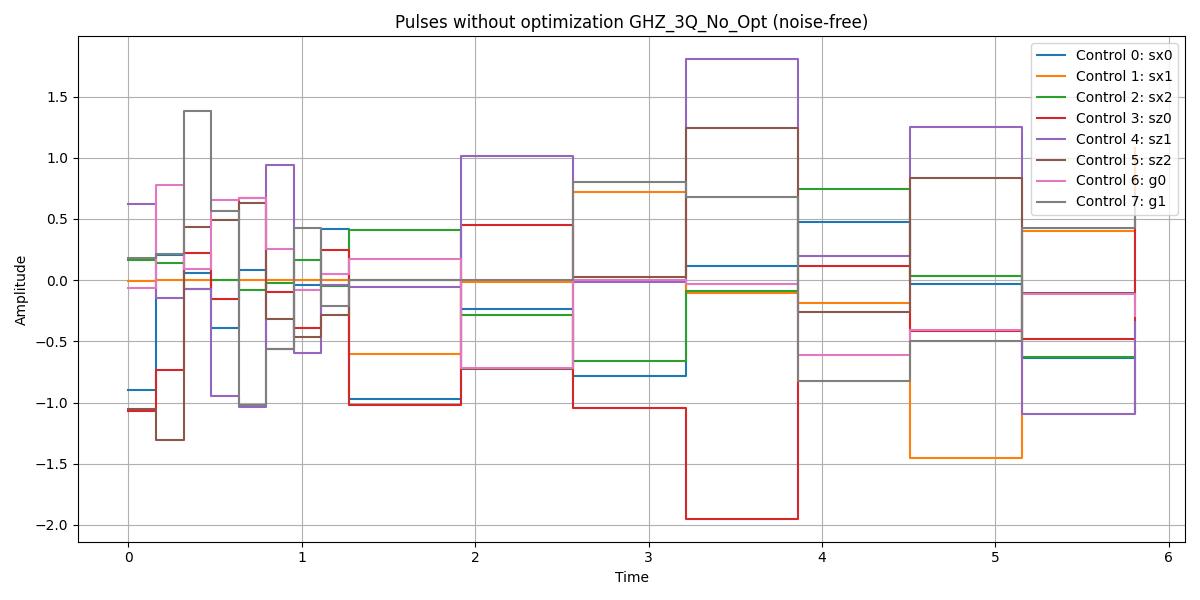 Pulses without optimization GHZ_3Q_No_Opt (noise-free)
Control 0: sx0
Control 1: sx1
Control 2: sx2
Control 3: sz0
Control 4: sz1
Control 5: sz2
Control 6: g0
Control 7: g1
Amplitude
1.5
1.0
0.5
0.0
−0.5
−1.0
−1.5
−2.0
0 1 2 3 4 5 6
Time